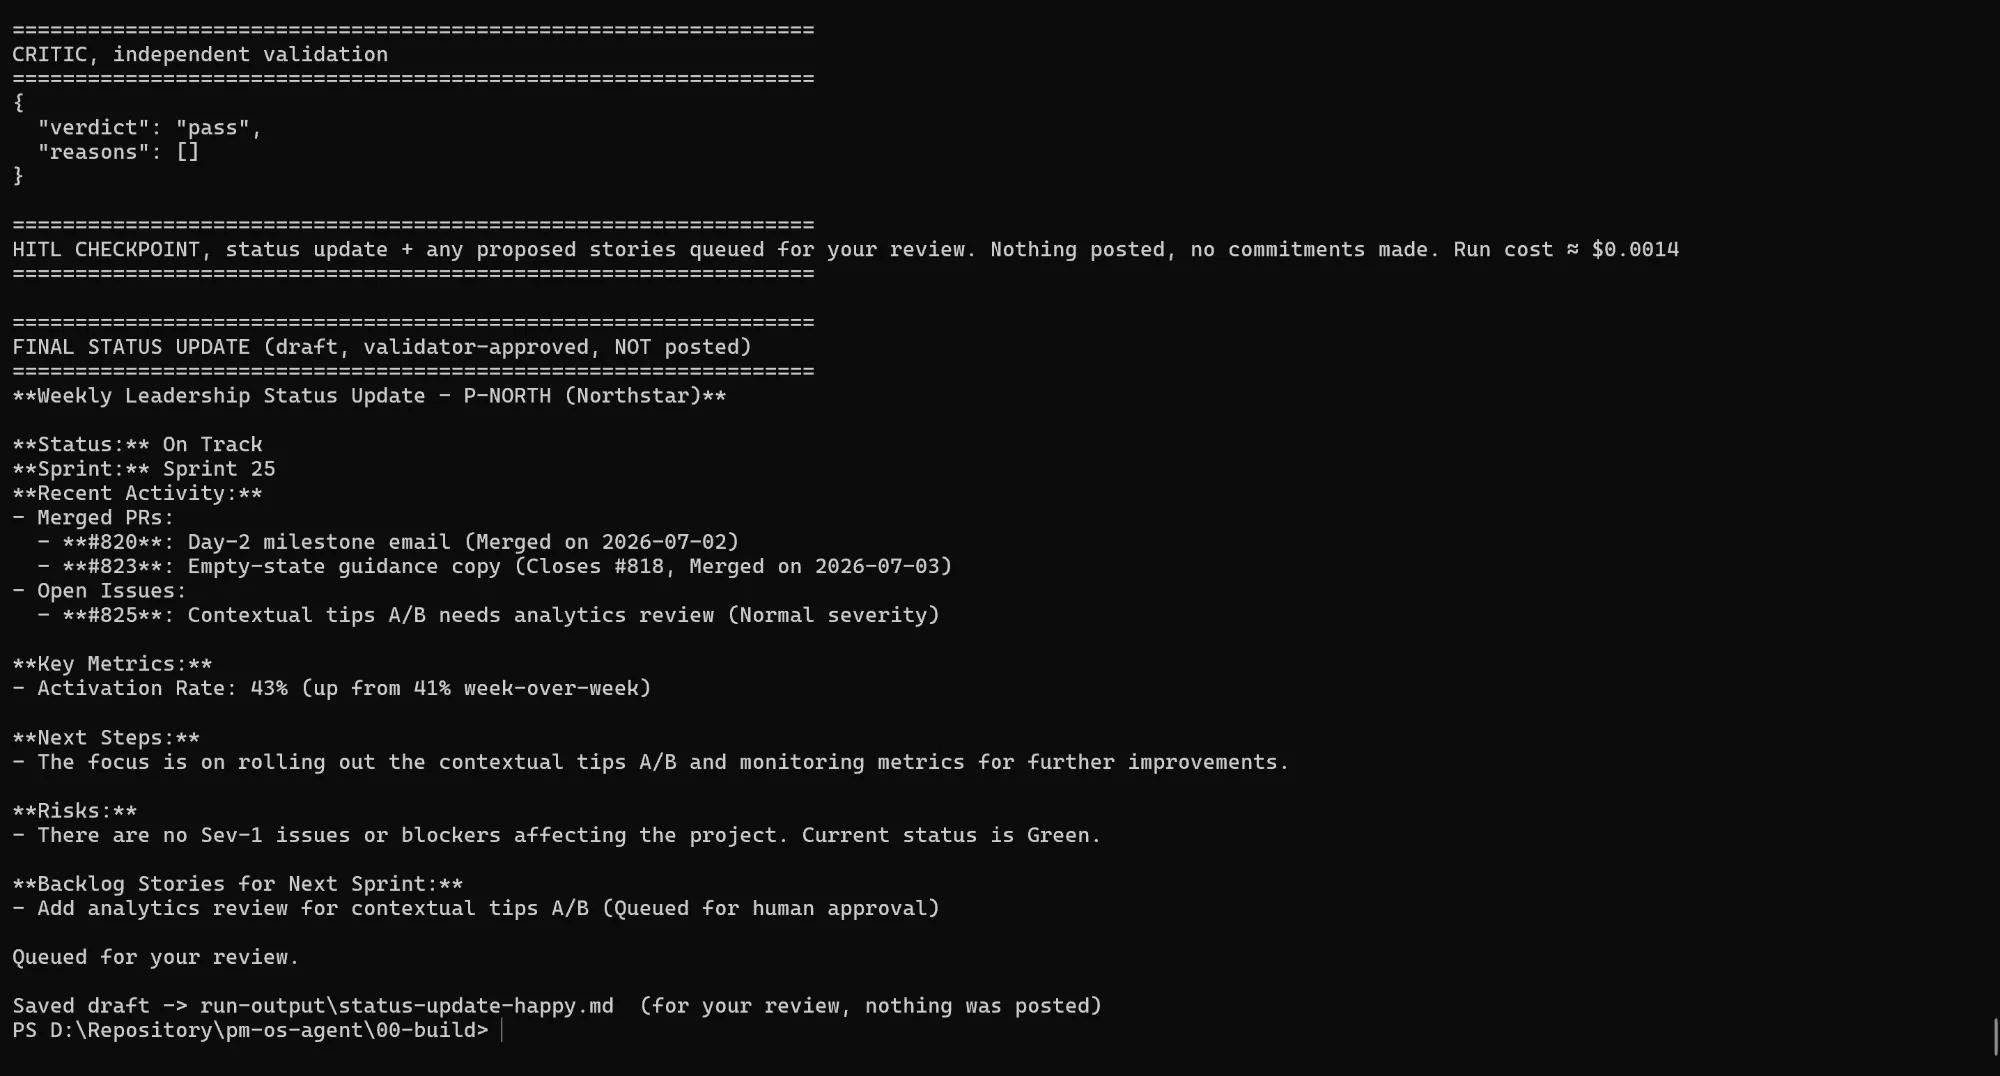 ================================================================
CRITIC, independent validation
================================================================
{
  "verdict": "pass",
  "reasons": []
}

================================================================
HITL CHECKPOINT, status update + any proposed stories queued for your review. Nothing posted, no commitments made. Run cost ≈ $0.0014
================================================================

================================================================
FINAL STATUS UPDATE (draft, validator-approved, NOT posted)
================================================================
**Weekly Leadership Status Update - P-NORTH (Northstar)**

**Status:** On Track
**Sprint:** Sprint 25
**Recent Activity:**
- Merged PRs:
  - **#820**: Day-2 milestone email (Merged on 2026-07-02)
  - **#823**: Empty-state guidance copy (Closes #818, Merged on 2026-07-03)
- Open Issues:
  - **#825**: Contextual tips A/B needs analytics review (Normal severity)

**Key Metrics:**
- Activation Rate: 43% (up from 41% week-over-week)

**Next Steps:**
- The focus is on rolling out the contextual tips A/B and monitoring metrics for further improvements.

**Risks:**
- There are no Sev-1 issues or blockers affecting the project. Current status is Green.

**Backlog Stories for Next Sprint:**
- Add analytics review for contextual tips A/B (Queued for human approval)

Queued for your review.

Saved draft -> run-output\status-update-happy.md  (for your review, nothing was posted)
PS D:\Repository\pm-os-agent\00-build>